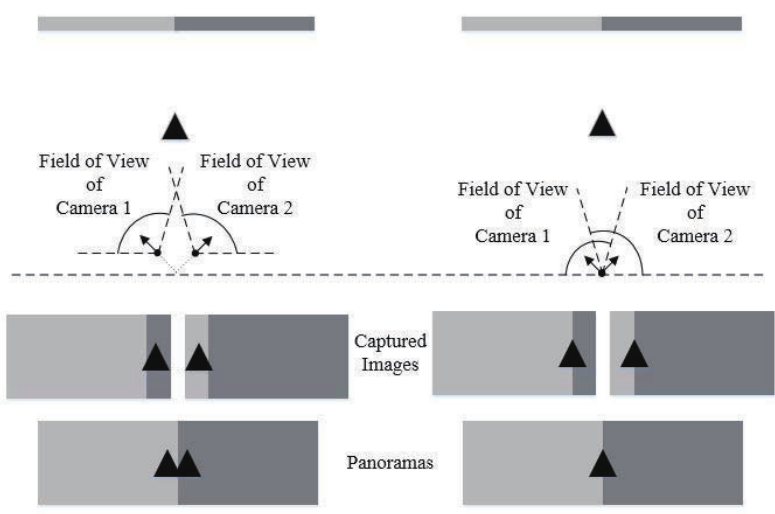 Field of View
of
Camera 1
Field of View
of
Camera 2
Field of View
of
Camera 1
Field of View
of
Camera 2
Captured
Images
Panoramas